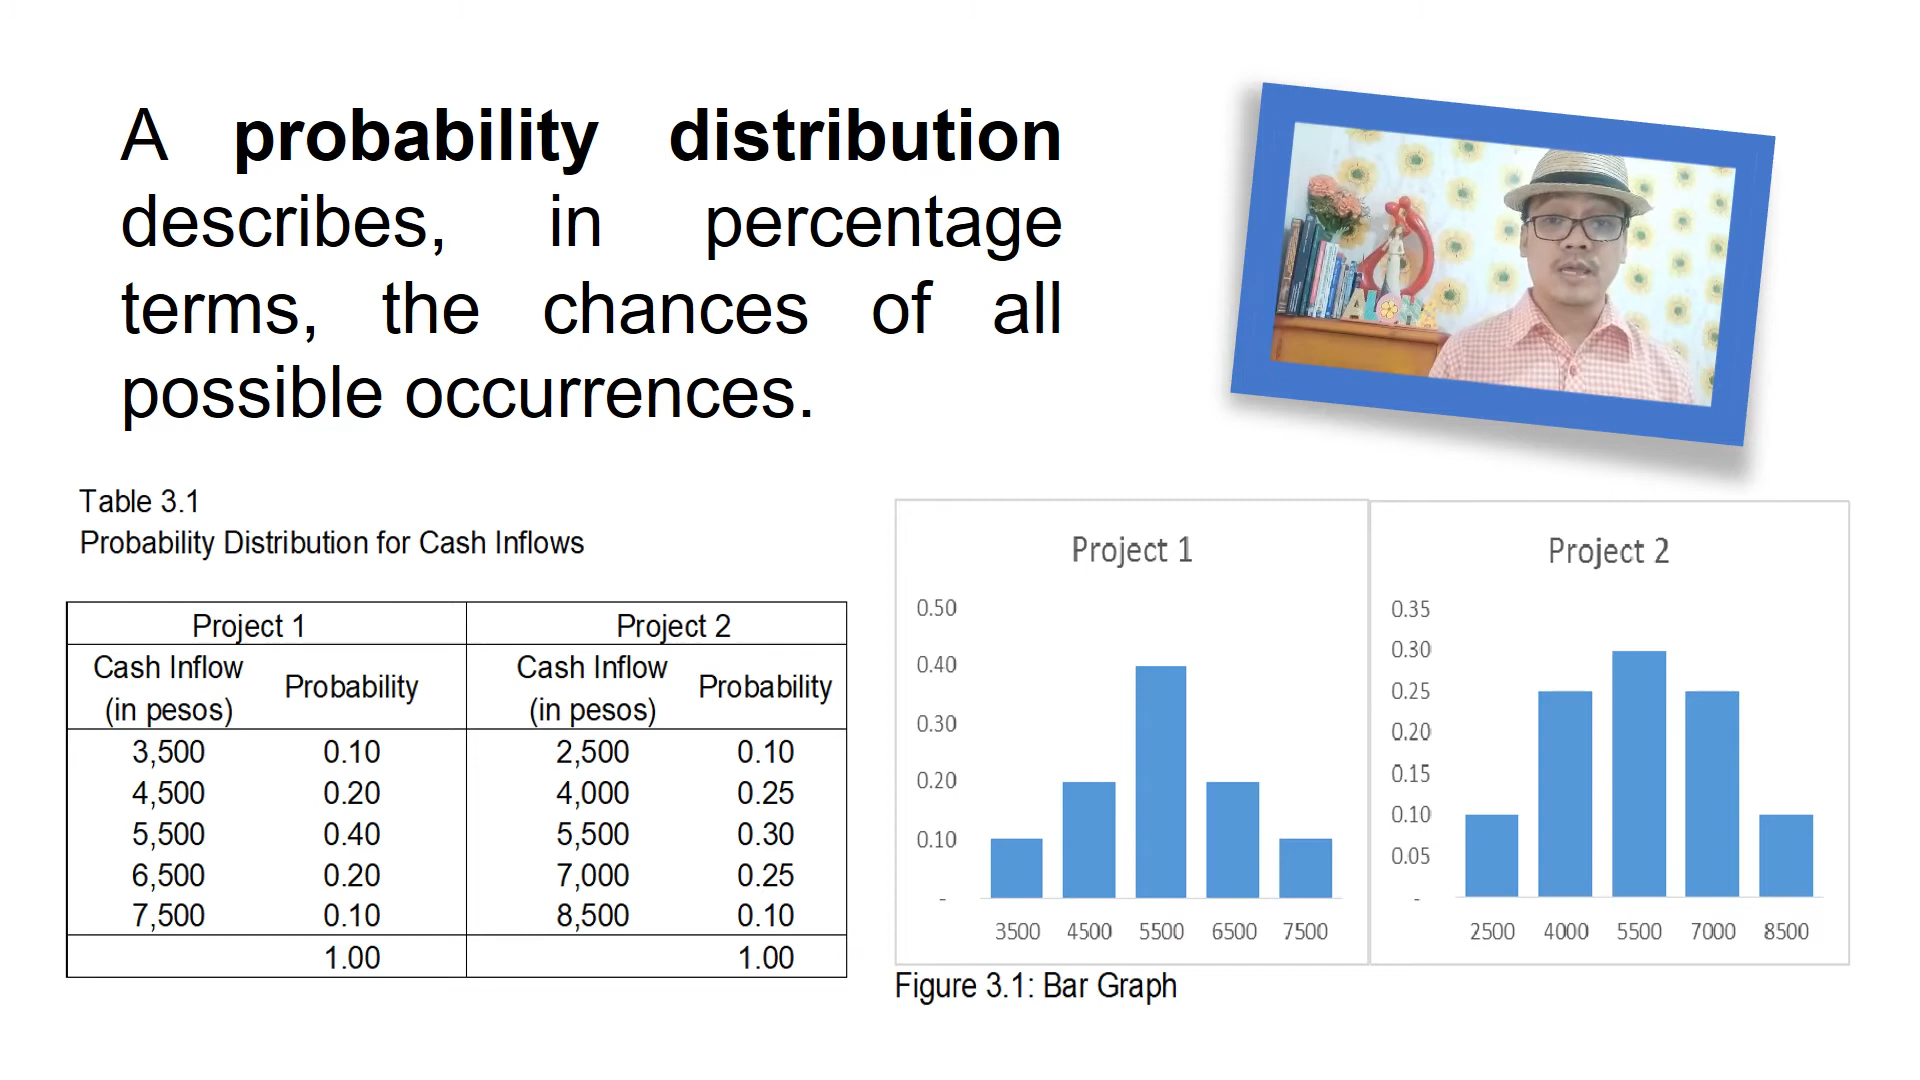 A probability distribution
describes, in percentage
terms, the chances of all
possible occurrences.
Table 3.1
Probability Distribution for Cash Inflows
Project 1 Project 2
Cash Inflow (in pesos) Probability Cash Inflow (in pesos) Probability
3,500 0.10 2,500 0.10
4,500 0.20 4,000 0.25
5,500 0.40 5,500 0.30
6,500 0.20 7,000 0.25
7,500 0.10 8,500 0.10
1.00 1.00
Project 1
0.50
0.40
0.30
0.20
0.10
-
3500 4500 5500 6500 7500
Project 2
0.35
0.30
0.25
0.20
0.15
0.10
0.05
-
2500 4000 5500 7000 8500
Figure 3.1: Bar Graph